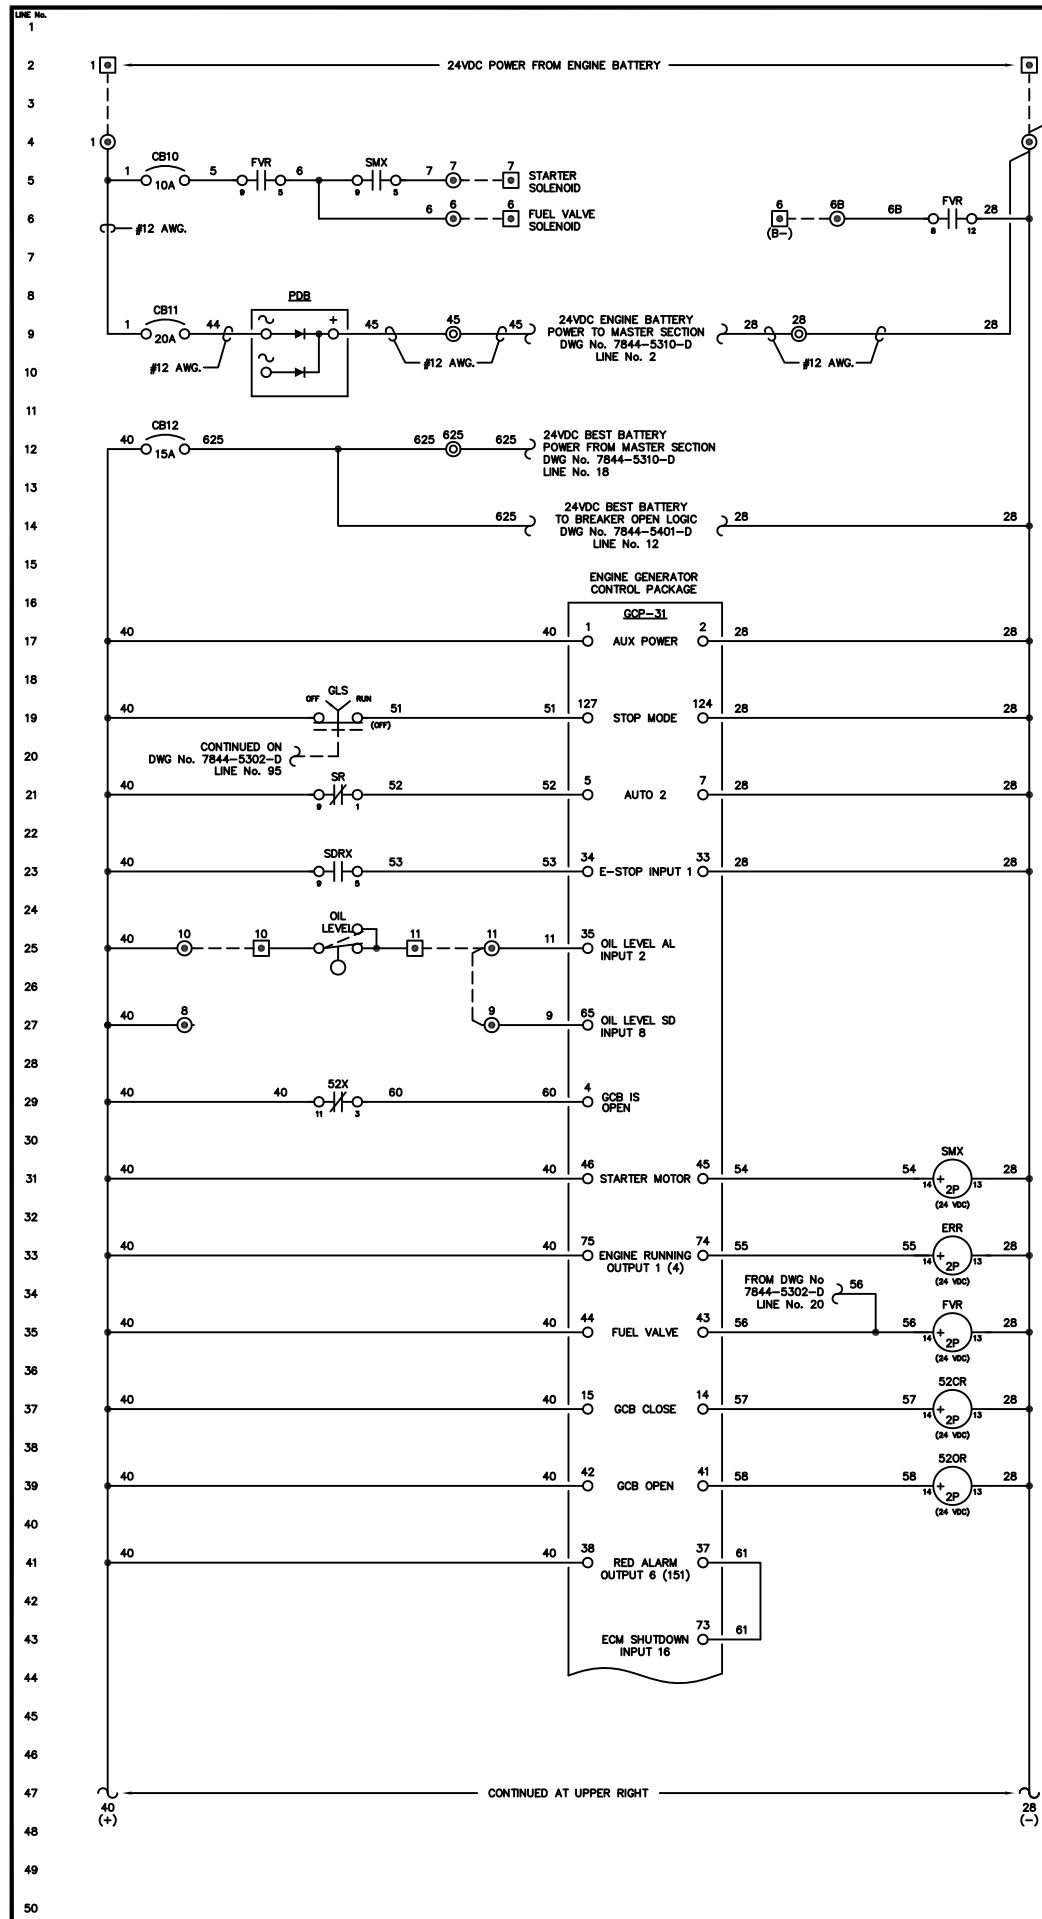 LINE No.
1
2 1 24VDC POWER FROM ENGINE BATTERY
3
4 1
CB10 FVR SMX 7 7
5 1 10A 5 9 5 6 9 5 7 STARTER
SOLENOID
6 6 6 6 FUEL VALVE
SOLENOID
6 (B-) 6B 6B FVR 8 12 28
#12 AWG.
7
8
PDB
CB11
9 1 20A 44 + 45 45 45 24VDC ENGINE BATTERY
POWER TO MASTER SECTION
DWG No. 7844-5310-D
LINE No. 2
28 28 28
#12 AWG. #12 AWG. #12 AWG.
10
11
CB12
12 40 15A 625 625 625 625 24VDC BEST BATTERY
POWER FROM MASTER SECTION
DWG No. 7844-5310-D
LINE No. 18
13
14 625 24VDC BEST BATTERY
TO BREAKER OPEN LOGIC
DWG No. 7844-5401-D
LINE No. 12
28 28
15
ENGINE GENERATOR
CONTROL PACKAGE
16
GCP-31
17 40 40 1 AUX POWER 2 28 28
18
OFF GLS RUN
19 40 (OFF) 51 51 127 STOP MODE 124 28 28
20 CONTINUED ON
DWG No. 7844-5302-D
LINE No. 95
SR
21 40 9 1 52 52 5 AUTO 2 7 28 28
22
SDRX
23 40 9 5 53 53 34 E-STOP INPUT 1 33 28 28
24
OIL
LEVEL
25 40 10 10 11 11 11 35 OIL LEVEL AL
INPUT 2
26
27 40 8 9 9 65 OIL LEVEL SD
INPUT 8
28
52X
29 40 40 11 3 60 60 4 GCB IS
OPEN
30
SMX
31 40 40 46 STARTER MOTOR 45 54 54 14 + 2P 13 28
(24 VDC)
32
ERR
33 40 40 75 ENGINE RUNNING 74 55 55 14 + 2P 13 28
OUTPUT 1 (4) (24 VDC)
34 FROM DWG No
7844-5302-D
LINE No. 20
56
FVR
35 40 40 44 FUEL VALVE 43 56 56 14 + 2P 13 28
(24 VDC)
36
52CR
37 40 40 15 GCB CLOSE 14 57 57 14 + 2P 13 28
(24 VDC)
38
52OR
39 40 40 42 GCB OPEN 41 58 58 14 + 2P 13 28
(24 VDC)
40
41 40 40 38 RED ALARM 37 61
OUTPUT 6 (151)
42
43 ECM SHUTDOWN 73 61
INPUT 16
44
45
46
47 CONTINUED AT UPPER RIGHT
40 28
(+) (-)
48
49
50